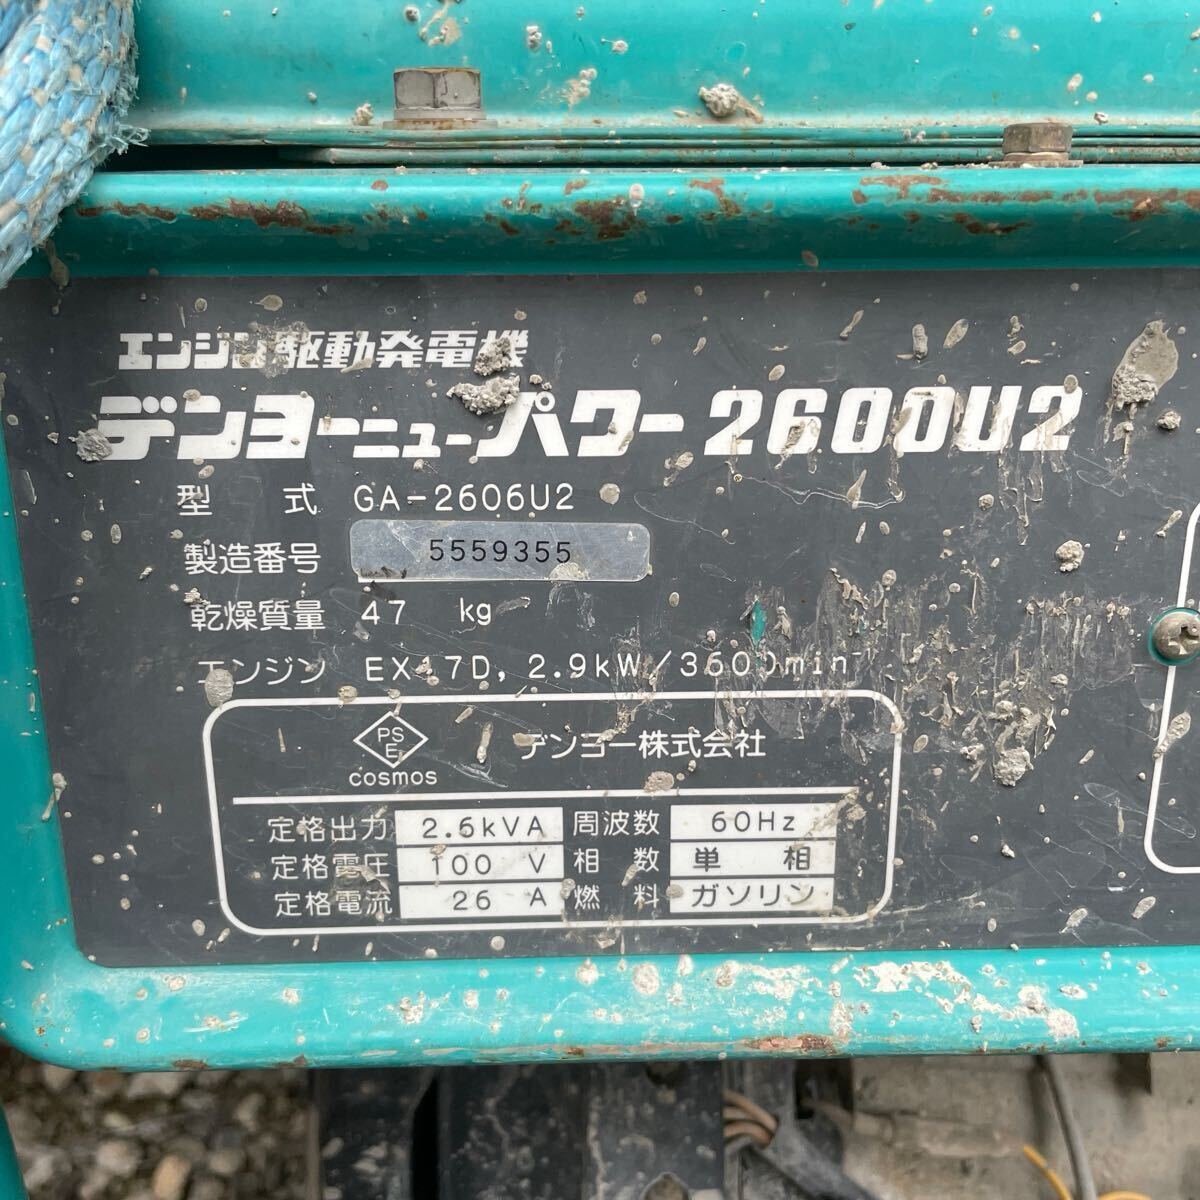 エンジン駆動発電機
デンヨーニューパワー2600U2
型 式 GA-2606U2
製造番号 5559355
乾燥質量 47 kg
エンジン EX17D, 2.9kW/3600min⁻¹
PS
E
cosmos
デンヨー株式会社
定格出力 2.6kVA 周波数 60Hz
定格電圧 100 V 相 数 単 相
定格電流 26 A 燃 料 ガソリン